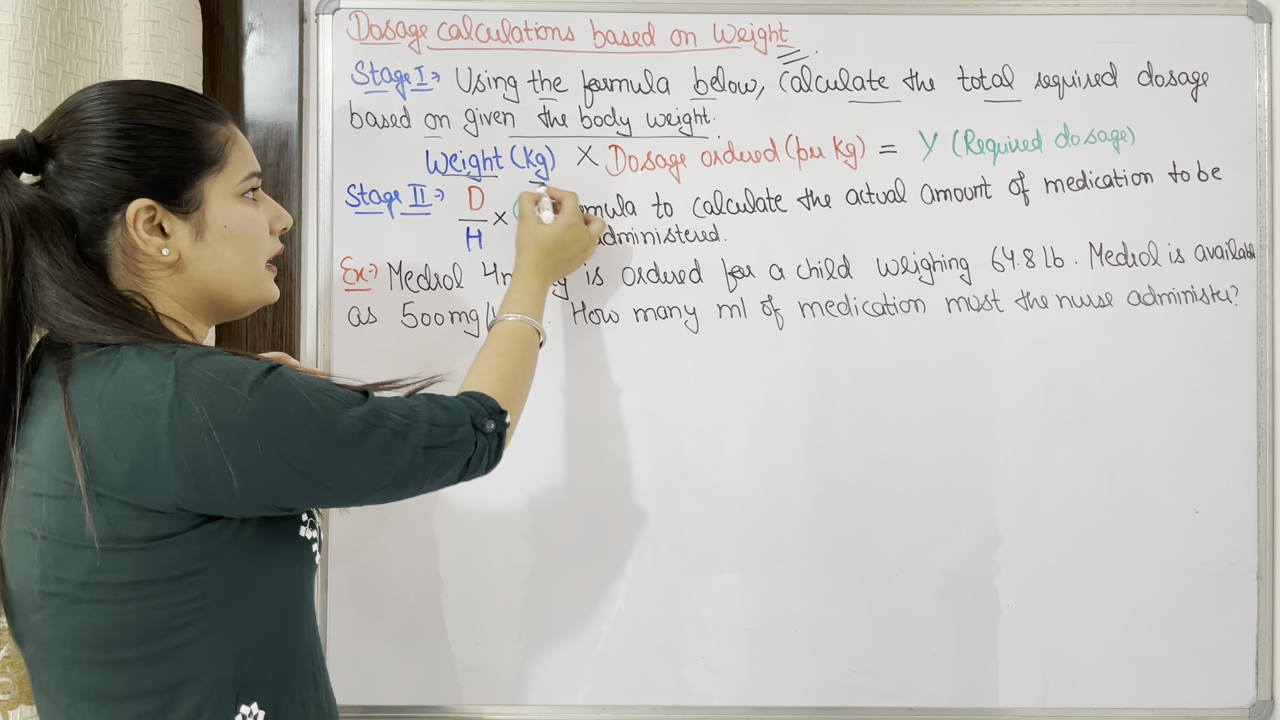 Dosage calculations based on Weight
Stage I → Using the formula below, Calculate the total required dosage
based on given the body weight.
Weight (Kg) × Dosage ordered (per Kg) = Y (Required dosage)
Stage II → D/H × mula to calculate the actual amount of medication to be
dministered.
Ex:→ Medrol 4m g is ordered for a child weighing 64.8 lb. Medrol is available
as 500mg/ How many ml of medication must the nurse administer?